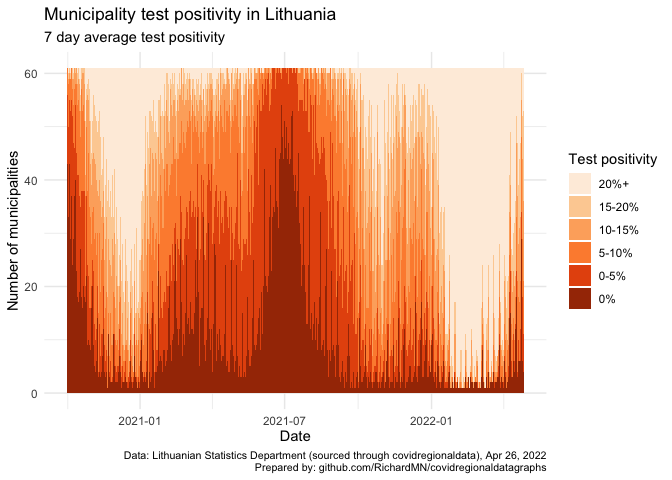 Municipality test positivity in Lithuania
7 day average test positivity
Number of municipalities
60
40
20
0
2021-01
2021-07
2022-01
Date
Test positivity
20%+
15-20%
10-15%
5-10%
0-5%
0%
Data: Lithuanian Statistics Department (sourced through covidregionaldata), Apr 26, 2022
Prepared by: github.com/RichardMN/covidregionaldatagraphs